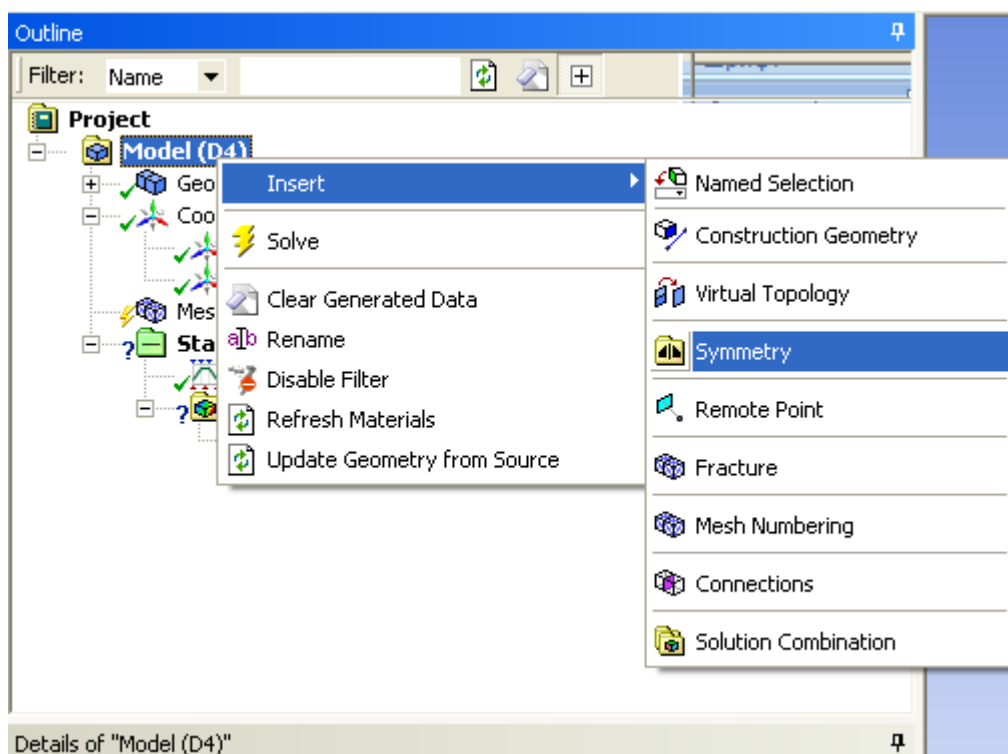 Outline
Filter: Name
Project
Model (D4)
Geo
Coo
Mes
Sta
Insert
Solve
Clear Generated Data
Rename
Disable Filter
Refresh Materials
Update Geometry from Source
Named Selection
Construction Geometry
Virtual Topology
Symmetry
Remote Point
Fracture
Mesh Numbering
Connections
Solution Combination
Details of "Model (D4)"